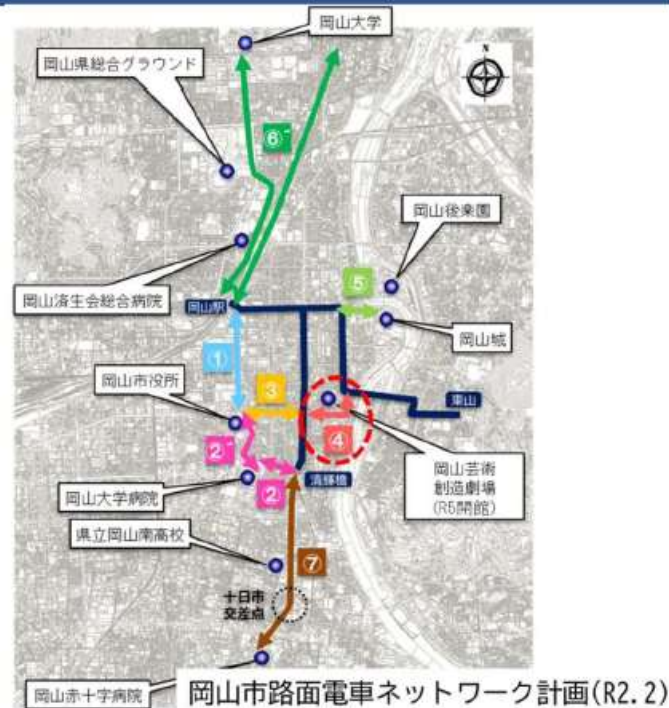 岡山大学
岡山県総合グラウンド
N
⑥
岡山後楽園
岡山済生会総合病院
岡山駅
⑤
岡山城
①
岡山市役所
③
東山
④
②
岡山大学病院
②
清輝橋
岡山芸術
創造劇場
(R5開館)
県立岡山南高校
⑦
十日市
交差点
岡山赤十字病院
岡山市路面電車ネットワーク計画(R2.2)